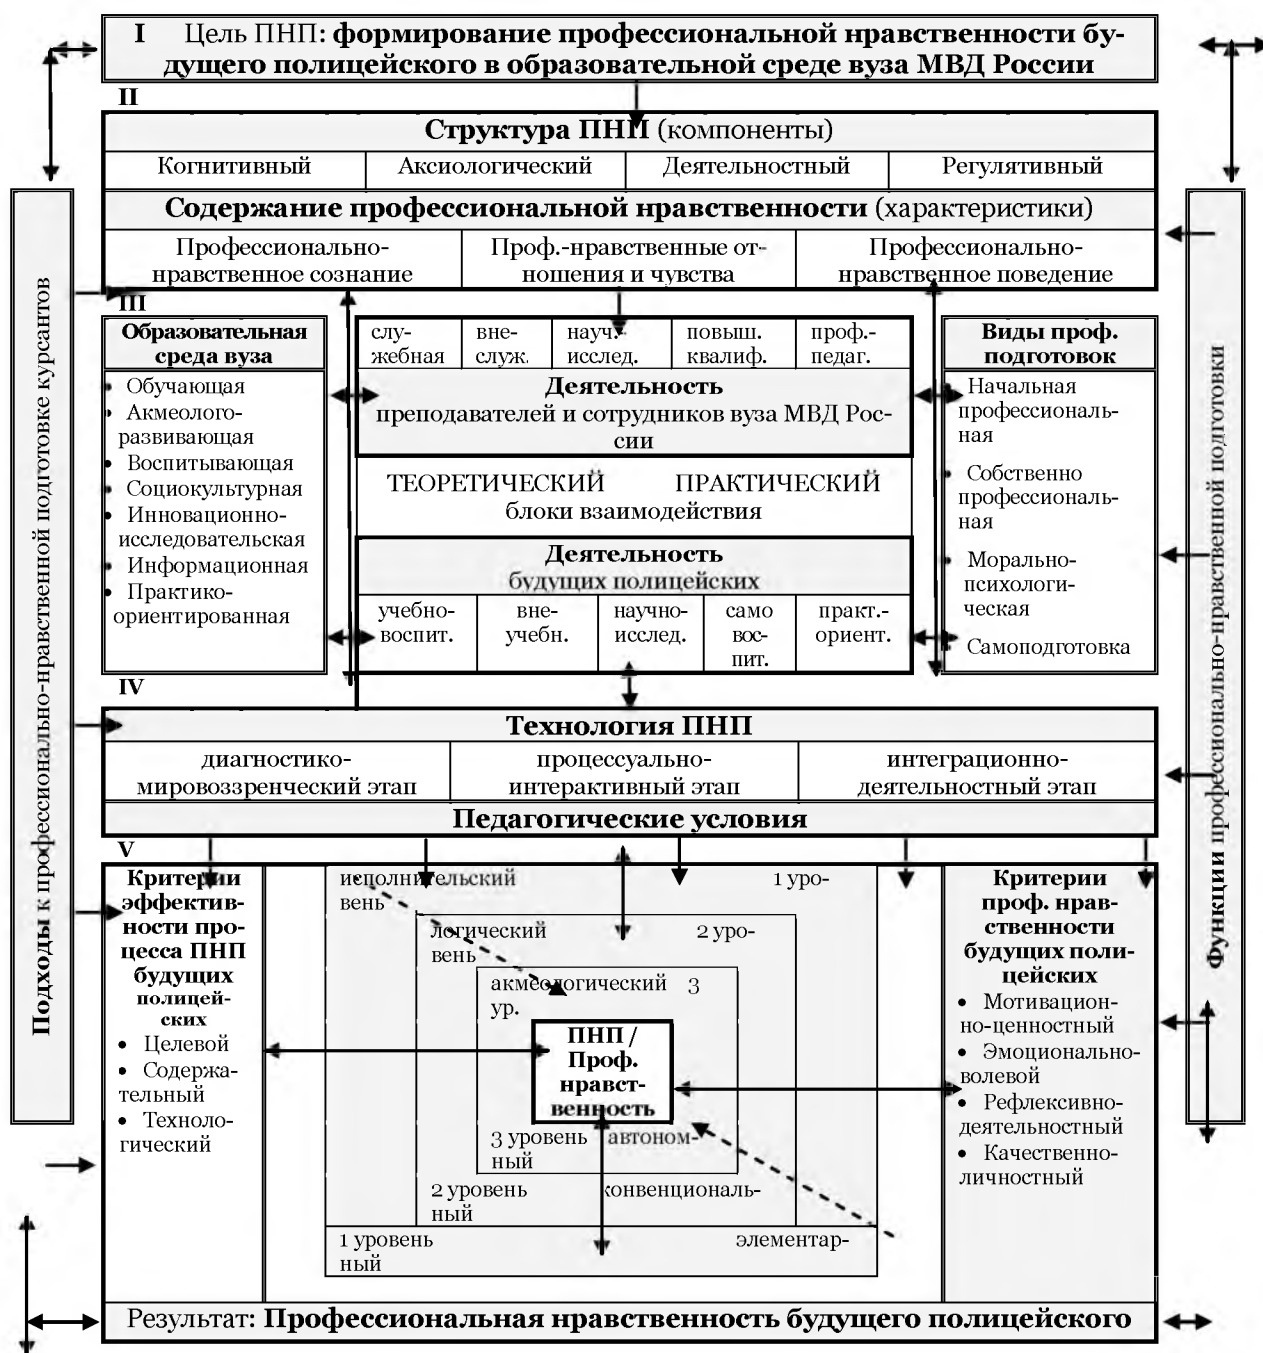 I Цель ПНП: формирование профессиональной нравственности бу-
дущего полицейского в образовательной среде вуза МВД России
II
Структура ПНП (компоненты)
Когнитивный Аксиологический Деятельностный Регулятивный
Содержание профессиональной нравственности (характеристики)
Профессионально-
нравственное сознание
Проф.-нравственные от-
ношения и чувства
Профессионально-
нравственное поведение
Подходы к профессионально-нравственной подготовке курсантов
Функции профессионально-нравственной подготовки
III
Образовательная
среда вуза
• Обучающая
• Акмеолого-
развивающая
• Воспитывающая
• Социокультурная
• Инновационно-
исследовательская
• Информационная
• Практико-
ориентированная
слу-
жебная
вне-
служ.
науч.-
исслед.
повыш.
квалиф.
проф.-
педаг.
Деятельность
преподавателей и сотрудников вуза МВД Рос-
сии
ТЕОРЕТИЧЕСКИЙ ПРАКТИЧЕСКИЙ
блоки взаимодействия
Деятельность
будущих полицейских
учебно-
воспит.
вне-
учебн.
научно-
исслед.
само
вос-
пит.
практ.-
ориент.
Виды проф.
подготовок
• Начальная
профессиональ-
ная
• Собственно
профессиональ-
ная
• Морально-
психологи-
ческая
• Самоподготовка
IV
Технология ПНП
диагностико-
мировоззренческий этап
процессуально-
интерактивный этап
интеграционно-
деятельностный этап
Педагогические условия
V
Критерии
эффектив-
ности про-
цесса ПНП
будущих
полицей-
ских
• Целевой
• Содержа-
тельный
• Техноло-
гический
исполнительский 1 уро-
вень
логический 2 уро-
вень
акмеологический 3
ур.
ПНП /
Проф.
нравст-
венность
3 уровень автоном-
ный
2 уровень конвенциональ-
ный
1 уровень элементар-
ный
Критерии
проф. нрав-
ственности
будущих поли-
цейских
• Мотивацион-
но-ценностный
• Эмоционально-
волевой
• Рефлексивно-
деятельностный
• Качественно-
личностный
Результат: Профессиональная нравственность будущего полицейского